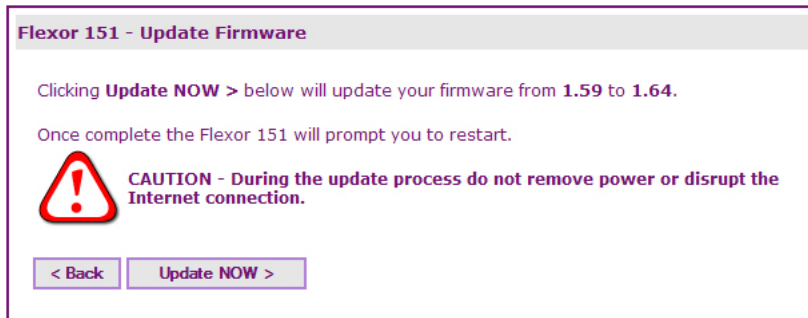 Flexor 151 - Update Firmware
Clicking Update NOW > below will update your firmware from 1.59 to 1.64.
Once complete the Flexor 151 will prompt you to restart.
CAUTION - During the update process do not remove power or disrupt the
Internet connection.
< Back
Update NOW >